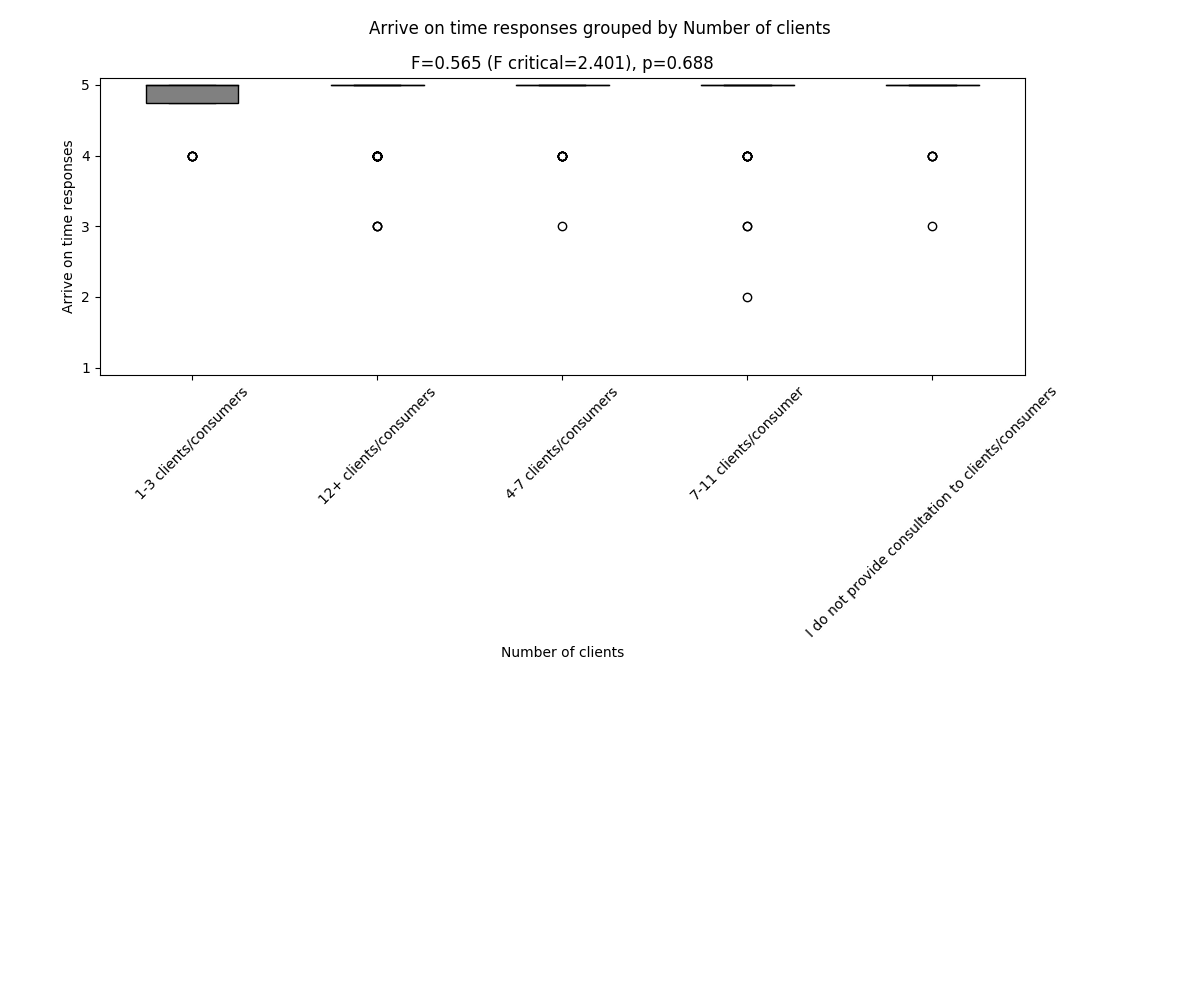 Arrive on time responses grouped by Number of clients
F=0.565 (F critical=2.401), p=0.688
Arrive on time responses
5
4
3
2
1
1-3 clients/consumers
12+ clients/consumers
4-7 clients/consumers
7-11 clients/consumer
I do not provide consultation to clients/consumers
Number of clients